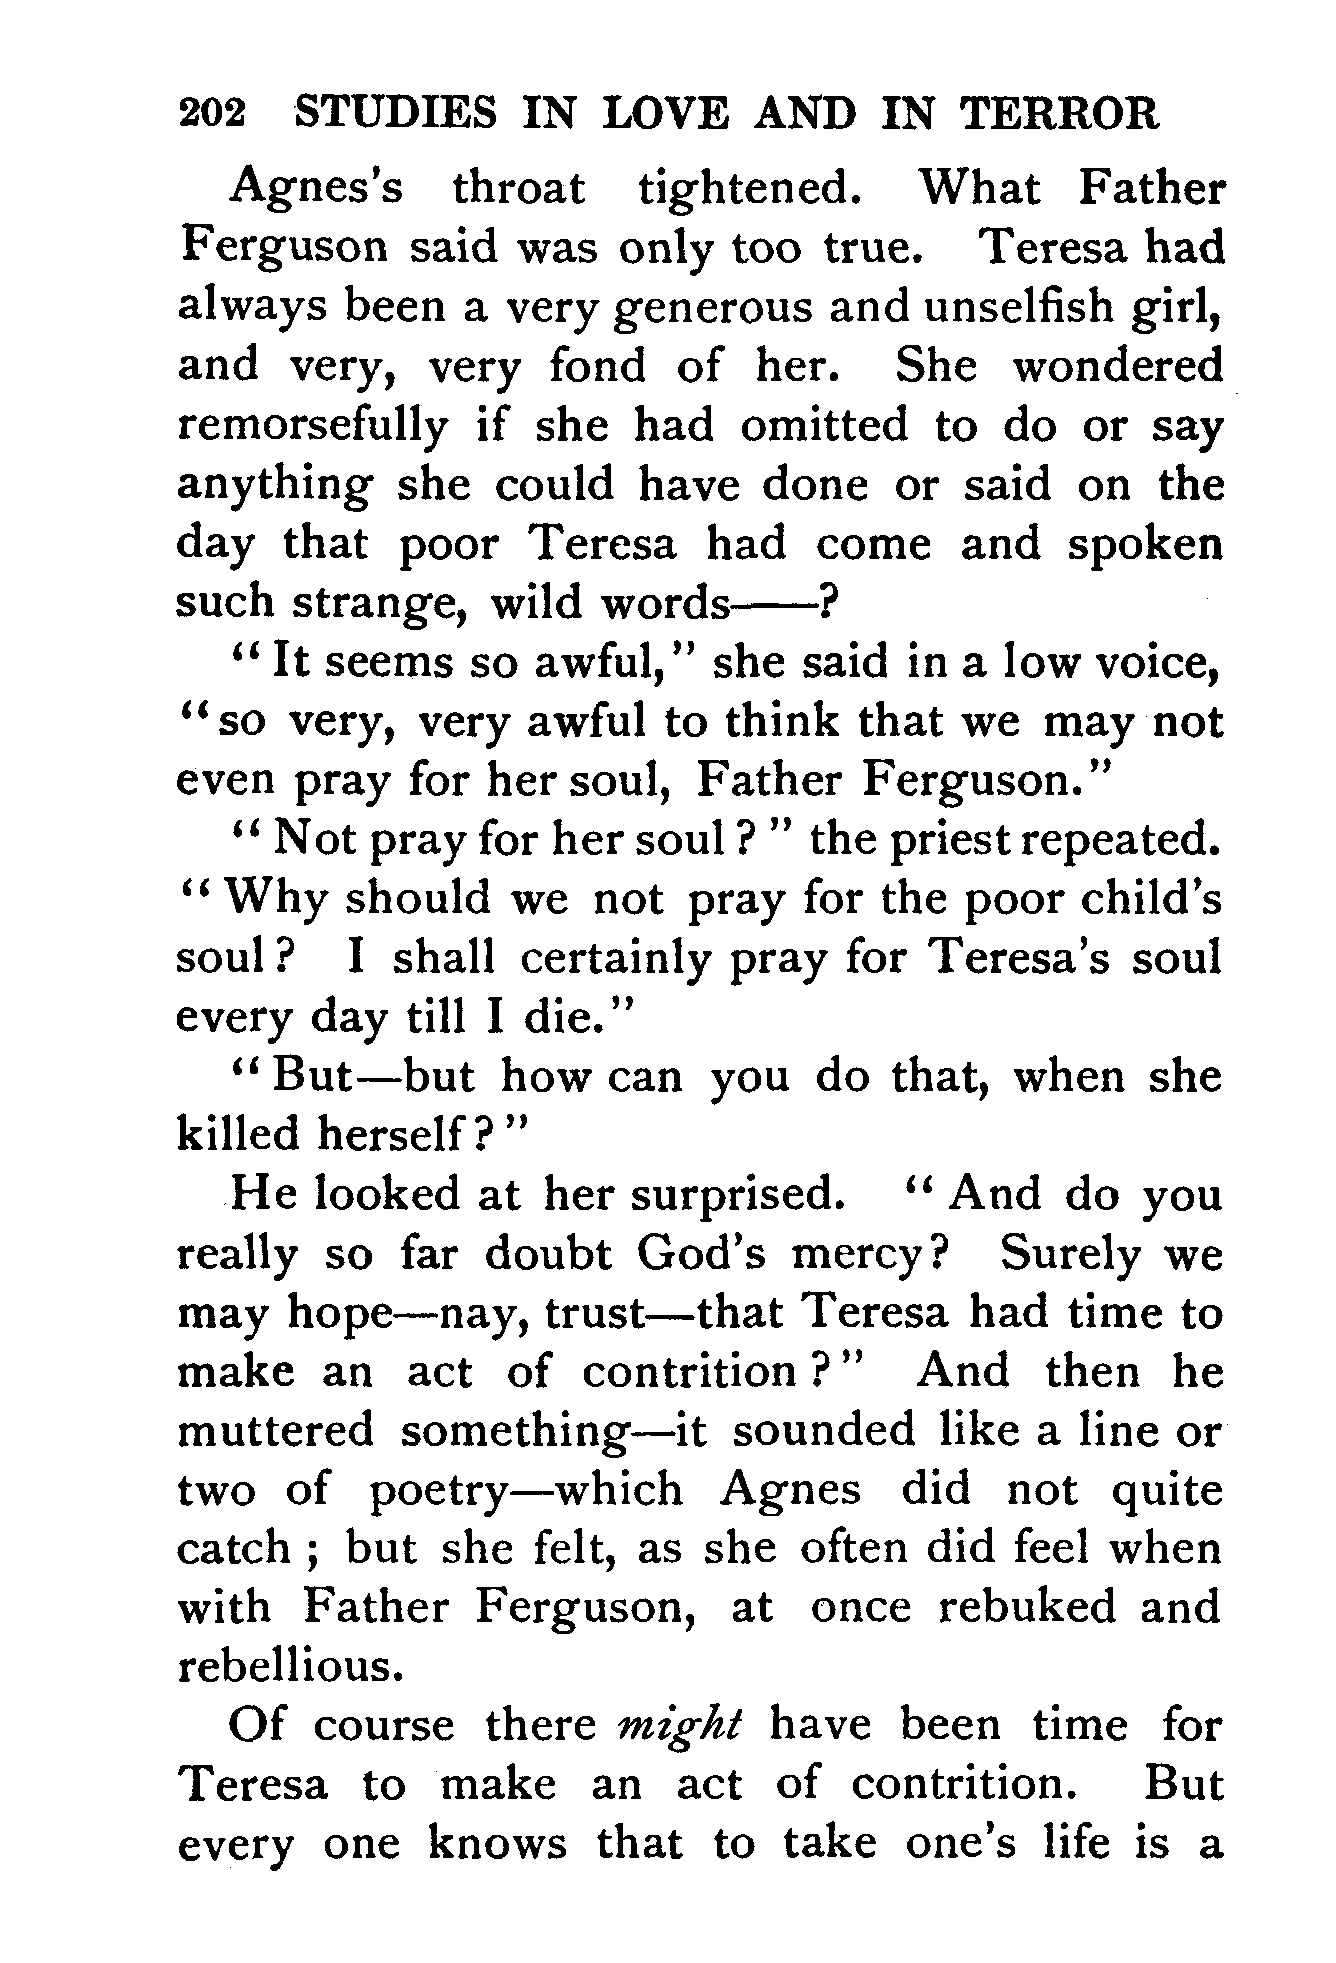 202 STUDIES IN LOVE AND IN TERROR
Agnes's throat tightened. What Father
Ferguson said was only too true. Teresa had
always been a very generous and unselfish girl,
and very, very fond of her. She wondered
remorsefully if she had omitted to do or say
anything she could have done or said on the
day that poor Teresa had come and spoken
such strange, wild words——?
“ It seems so awful,” she said in a low voice,
“ so very, very awful to think that we may not
even pray for her soul, Father Ferguson.”
“ Not pray for her soul ? ” the priest repeated.
“ Why should we not pray for the poor child's
soul ? I shall certainly pray for Teresa's soul
every day till I die.”
“ But—but how can you do that, when she
killed herself ? ”
He looked at her surprised. “ And do you
really so far doubt God's mercy ? Surely we
may hope—nay, trust—that Teresa had time to
make an act of contrition ? ” And then he
muttered something—it sounded like a line or
two of poetry—which Agnes did not quite
catch ; but she felt, as she often did feel when
with Father Ferguson, at once rebuked and
rebellious.
Of course there might have been time for
Teresa to make an act of contrition. But
every one knows that to take one's life is a